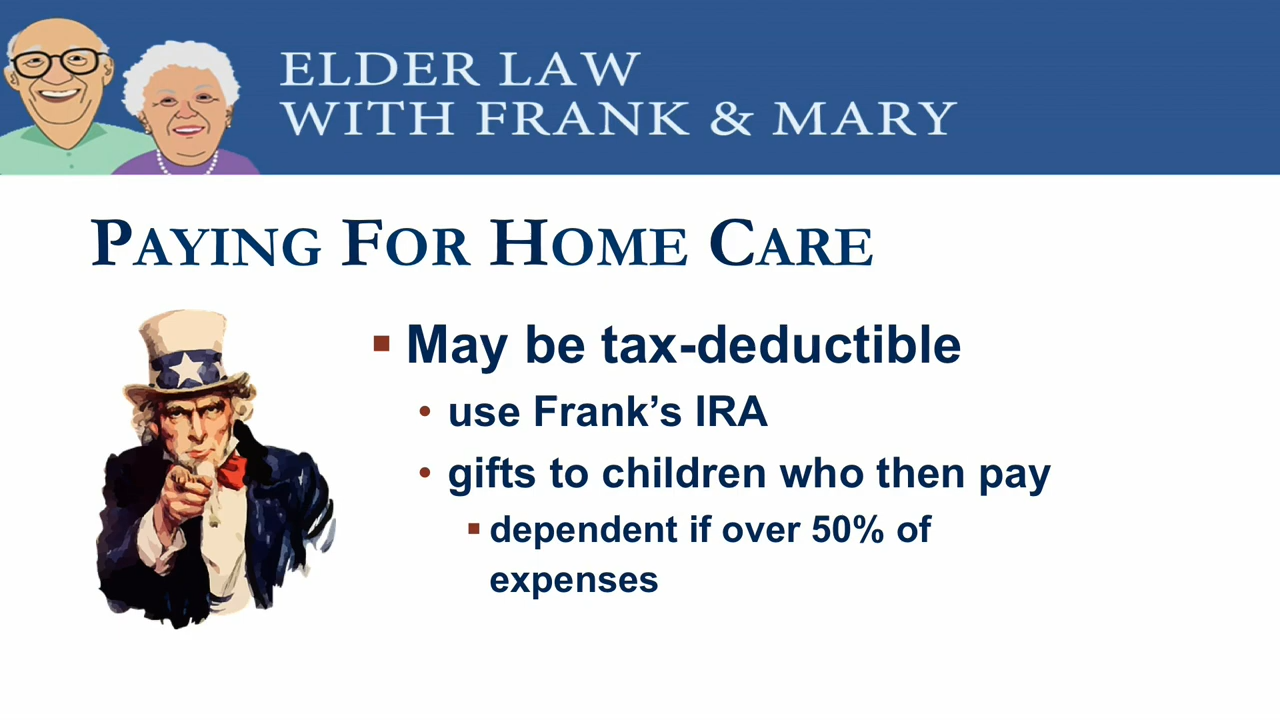 ELDER LAW
WITH FRANK & MARY
PAYING FOR HOME CARE
▪ May be tax-deductible
• use Frank’s IRA
• gifts to children who then pay
▪ dependent if over 50% of
expenses